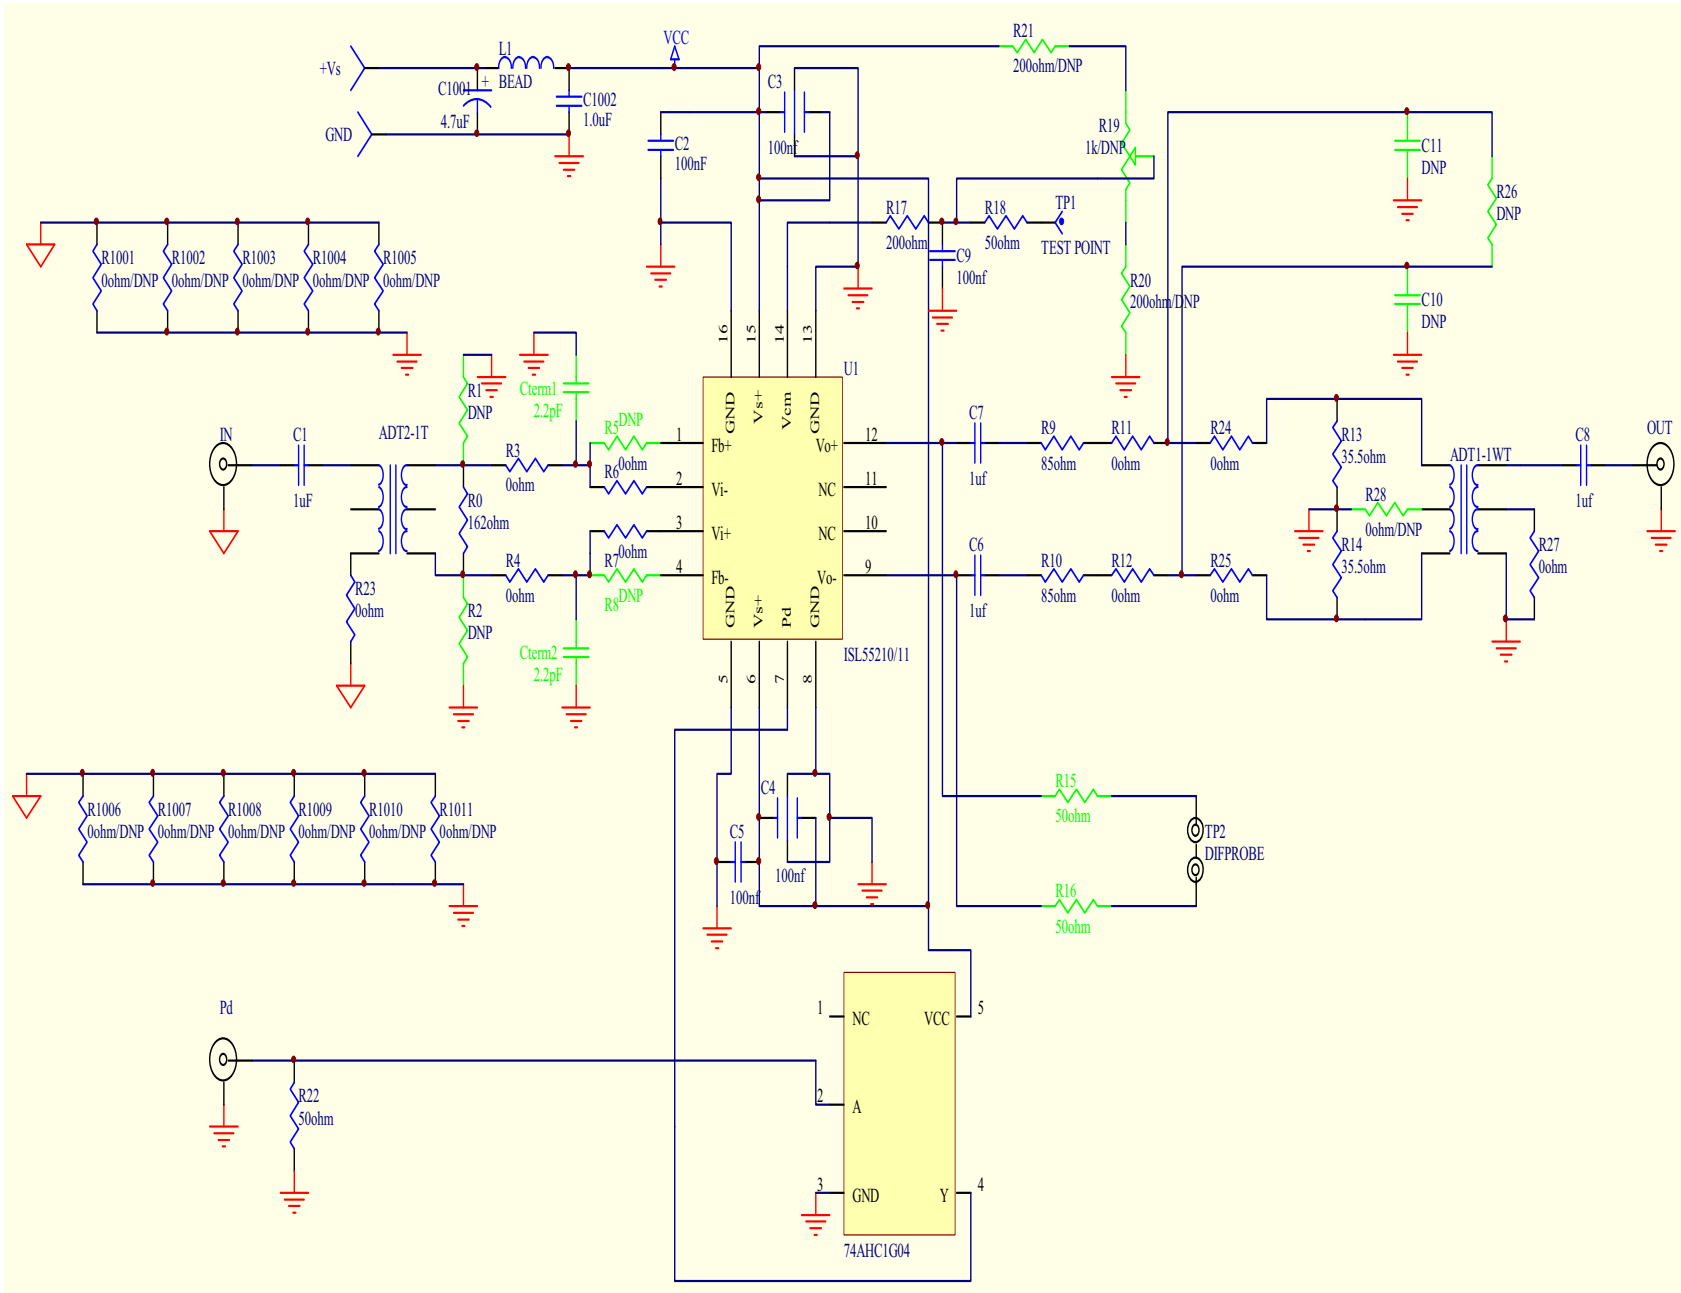 R21
200ohm/DNP
VCC
L1
BEAD
+Vs
C1001
+
4.7uF
C1002
1.0uF
GND
C3
100nf
C2
100nF
R19
1k/DNP
C11
DNP
R26
DNP
R17
200ohm
R18
50ohm
TP1
TEST POINT
C9
100nf
R20
200ohm/DNP
C10
DNP
R1001
0ohm/DNP
R1002
0ohm/DNP
R1003
0ohm/DNP
R1004
0ohm/DNP
R1005
0ohm/DNP
16
15
14
13
U1
GND
Vs+
Vcm
GND
R1
DNP
Cterm1
2.2pF
IN
C1
1uF
ADT2-1T
R3
0ohm
R0
162ohm
R4
0ohm
R5
DNP
0ohm
R6
0ohm
R7
R8
DNP
R23
0ohm
R2
DNP
Cterm2
2.2pF
1
Fb+
2
Vi-
3
Vi+
4
Fb-
Vo+
12
NC
11
NC
10
Vo-
9
GND
Vs+
Pd
GND
5
6
7
8
ISL55210/11
C7
1uf
R9
85ohm
R11
0ohm
R24
0ohm
C6
1uf
R10
85ohm
R12
0ohm
R25
0ohm
R13
35.5ohm
R28
0ohm/DNP
R14
35.5ohm
ADT1-1WT
C8
1uf
OUT
R27
0ohm
R1006
0ohm/DNP
R1007
0ohm/DNP
R1008
0ohm/DNP
R1009
0ohm/DNP
R1010
0ohm/DNP
R1011
0ohm/DNP
C4
100nf
C5
100nf
R15
50ohm
TP2
DIFPROBE
R16
50ohm
Pd
R22
50ohm
1
NC
VCC
5
2
A
3
GND
Y
4
74AHC1G04